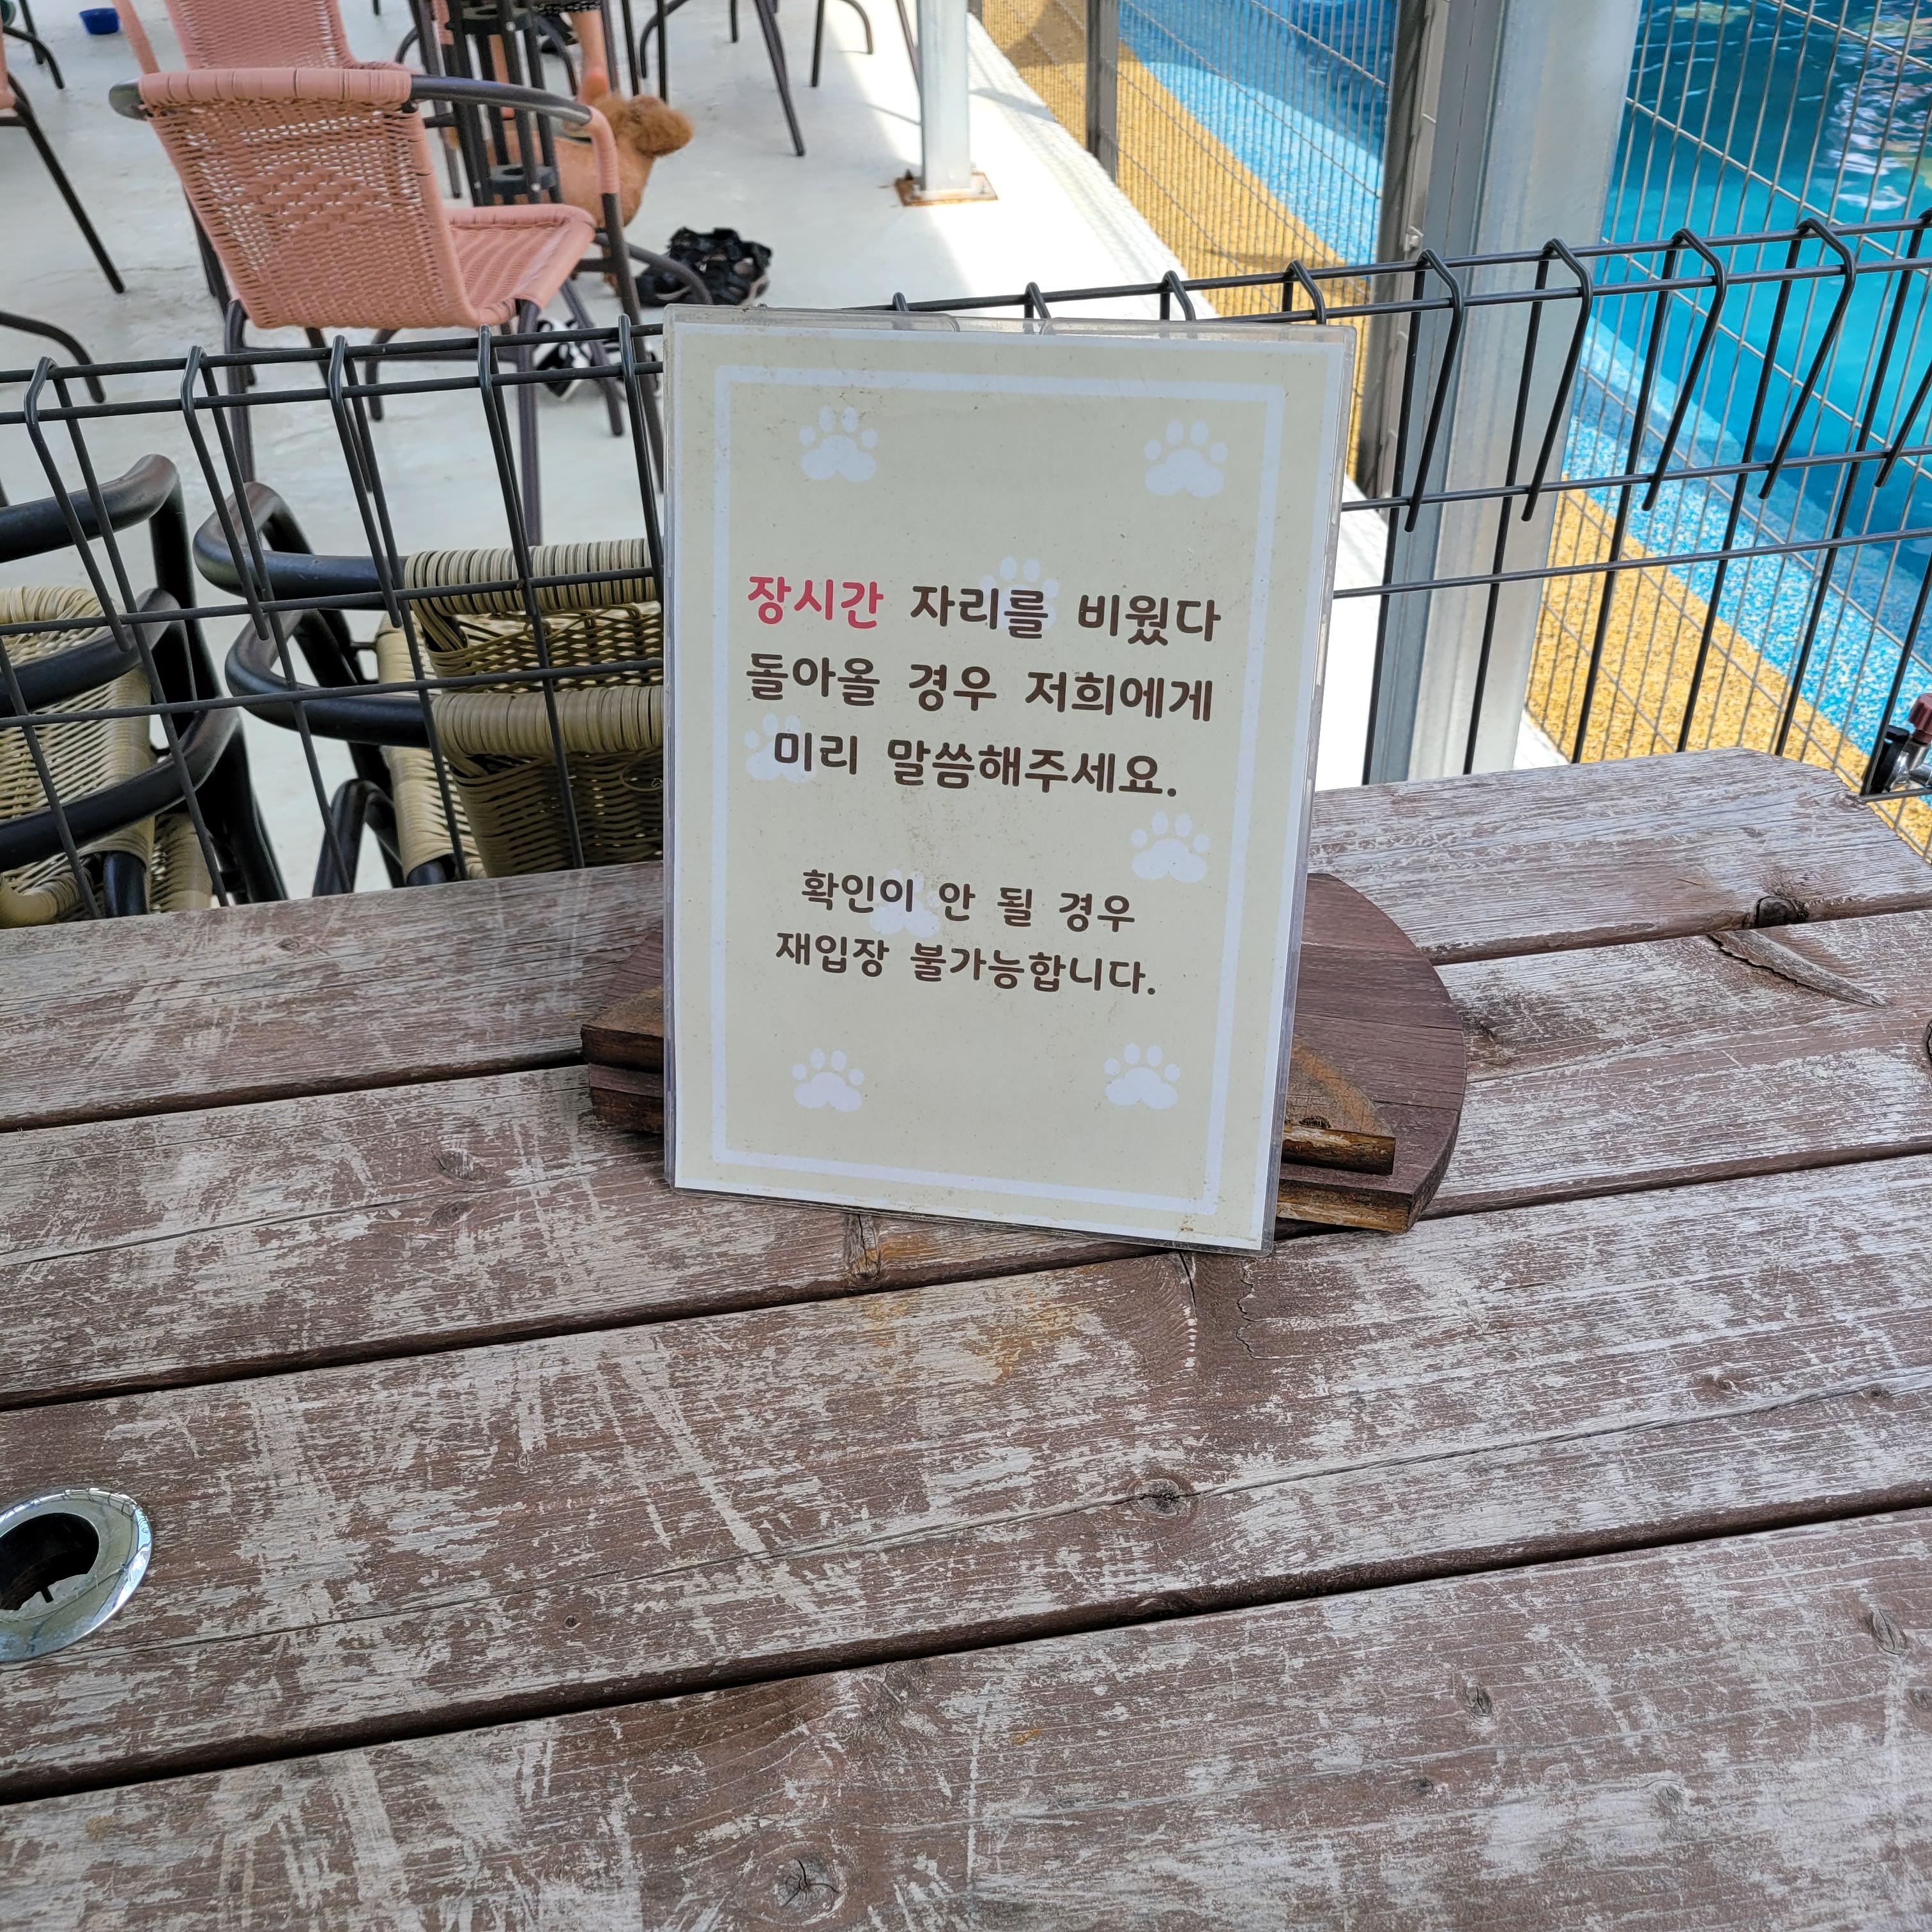 장시간 자리를 비웠다
돌아올 경우 저희에게
미리 말씀해주세요.
확인이 안 될 경우
재입장 불가능합니다.